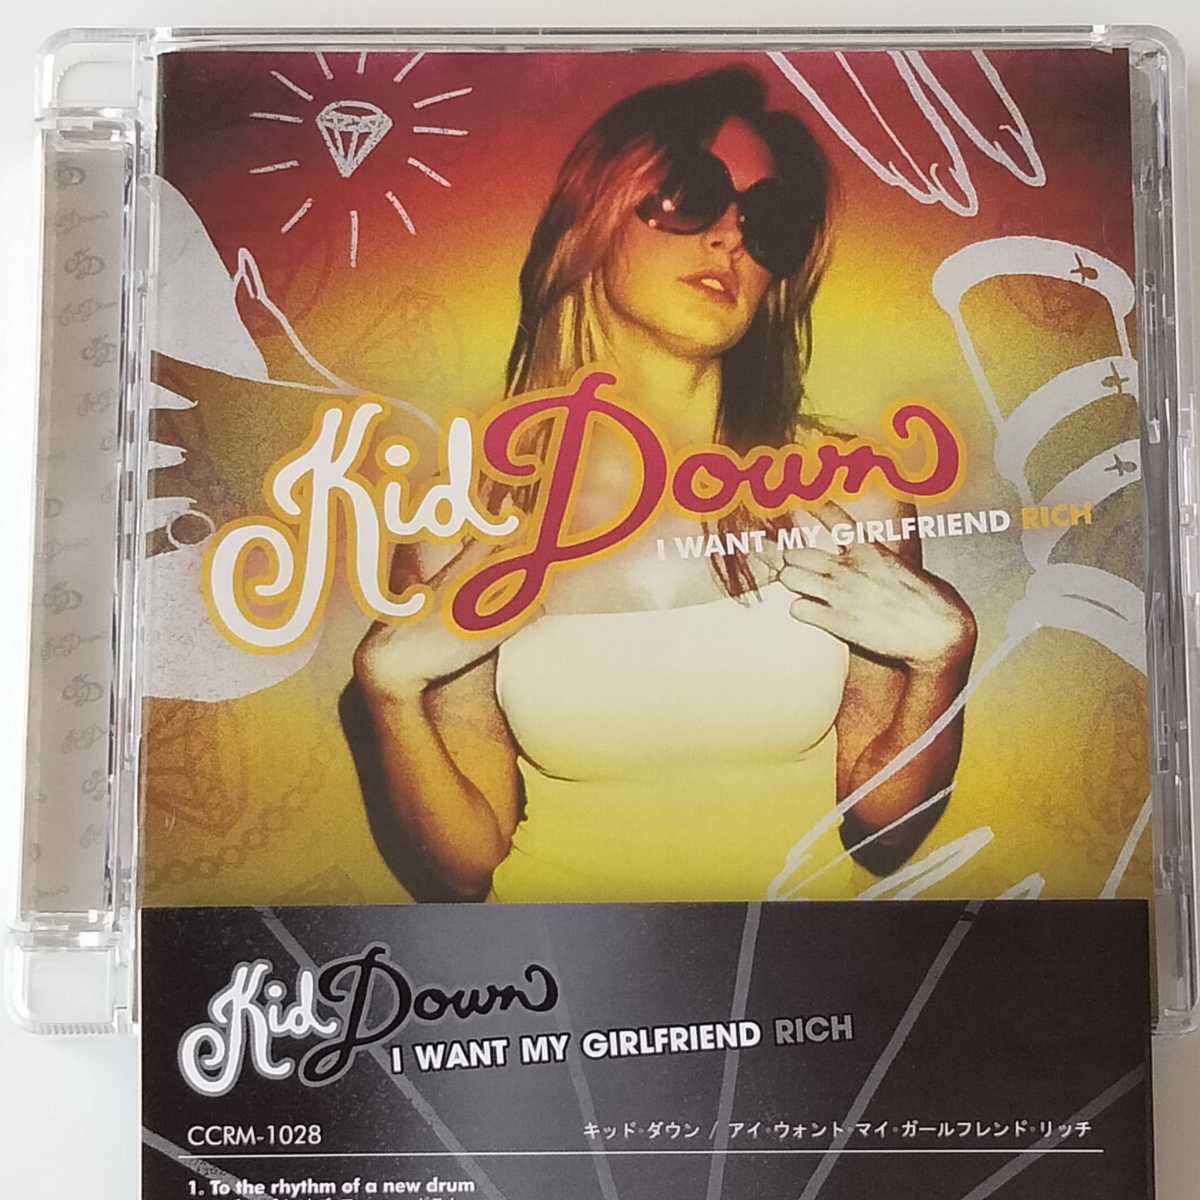 Kid Down
I WANT MY GIRLFRIEND RICH
Kid Down
I WANT MY GIRLFRIEND RICH
CCRM-1028
キッド・ダウン / アイ・ウォント・マイ・ガールフレンド・リッチ
1. To the rhythm of a new drum